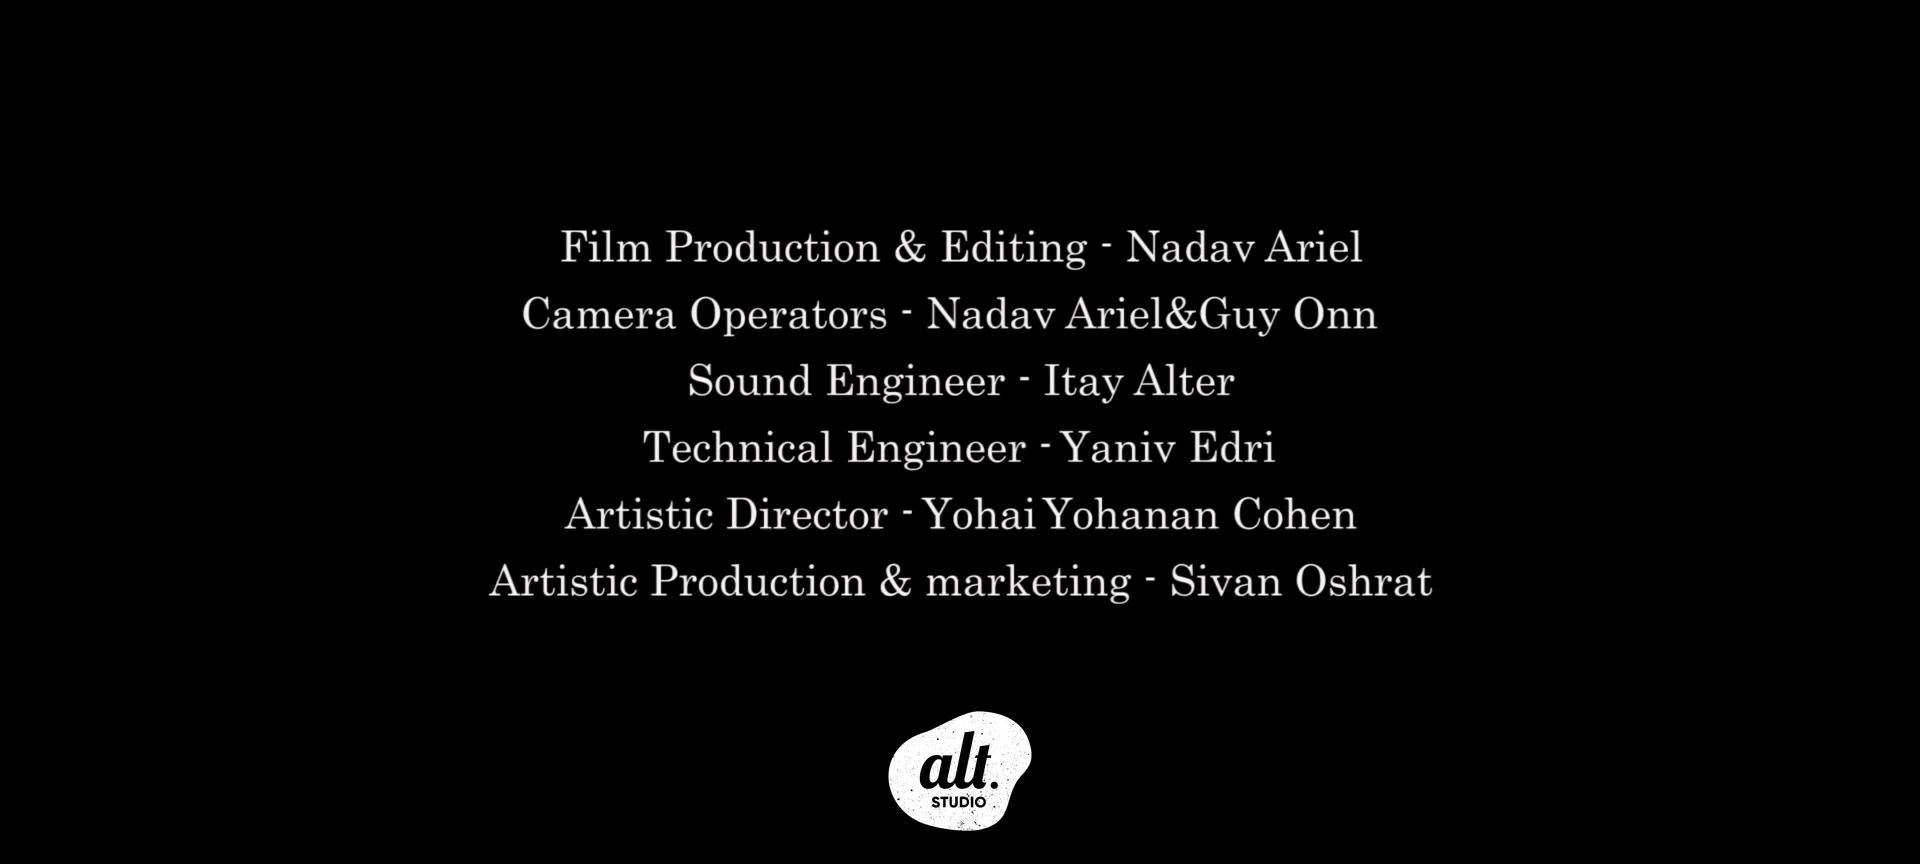 Film Production & Editing - Nadav Ariel
Camera Operators - Nadav Ariel&Guy Onn
Sound Engineer - Itay Alter
Technical Engineer - Yaniv Edri
Artistic Director - Yohai Yohanan Cohen
Artistic Production & marketing - Sivan Oshrat
alt.
STUDIO